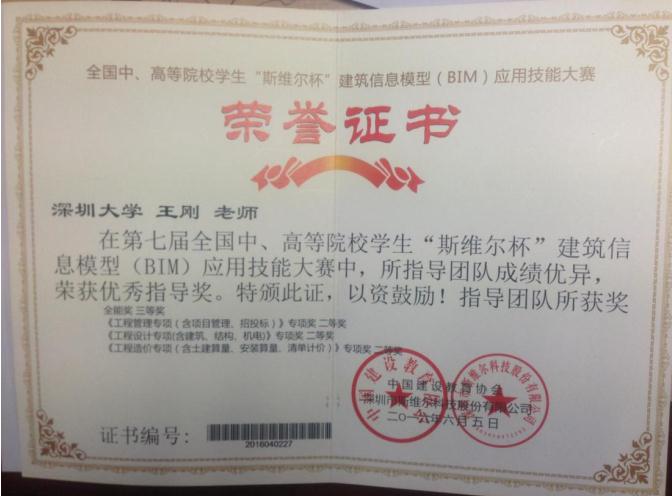 全国中、高等院校学生“斯维尔杯”建筑信息模型（BIM）应用技能大赛
荣誉证书
深圳大学 王刚 老师
在第七届全国中、高等院校学生“斯维尔杯”建筑信
息模型（BIM）应用技能大赛中，所指导团队成绩优异，
荣获优秀指导奖。特颁此证，以资鼓励！指导团队所获奖
全能奖 三等奖
《工程管理专项（含项目管理、招投标）》专项奖 二等奖
《工程设计专项(含建筑、结构、机电)》专项奖 二等奖
《工程造价专项（含土建算量、安装算量、清单计价）》专项奖 二等奖
中国建设教育协会
深圳市斯维尔科技股份有限公司
二〇一六年六月五日
证书编号：
2016040227